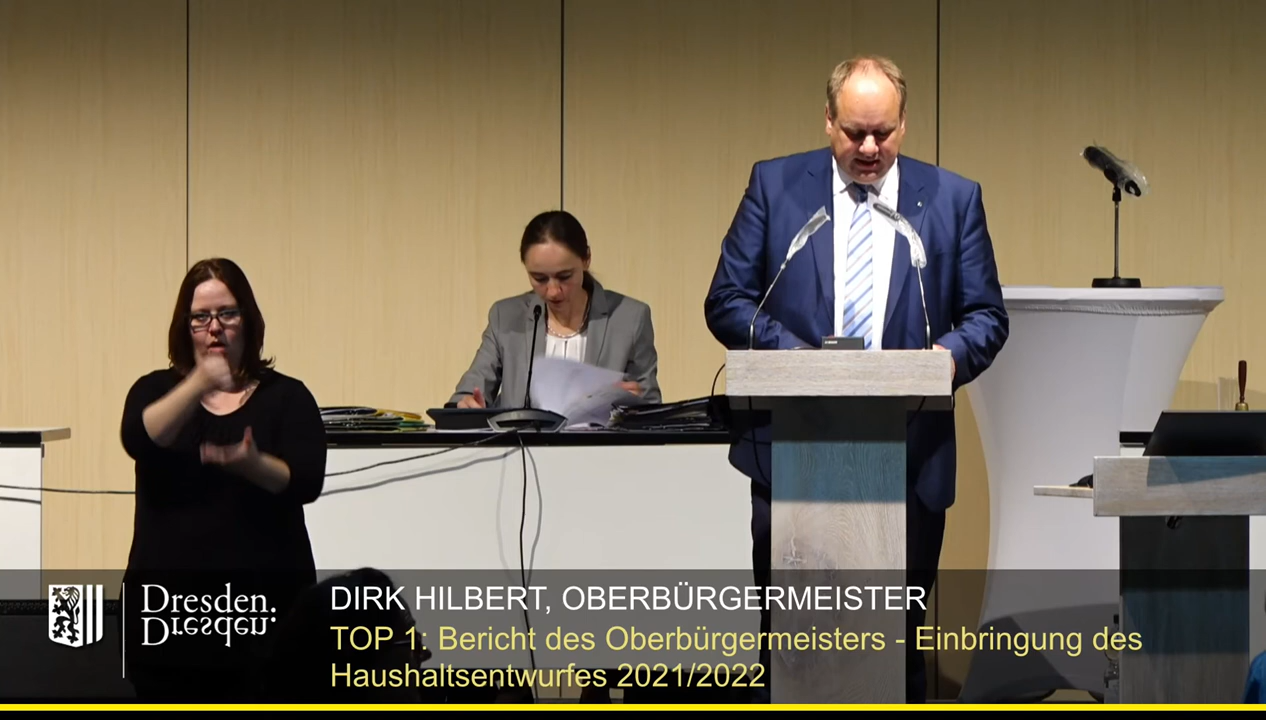 Dresden.
Dresden.
DIRK HILBERT, OBERBÜRGERMEISTER
TOP 1: Bericht des Oberbürgermeisters - Einbringung des
Haushaltsentwurfes 2021/2022